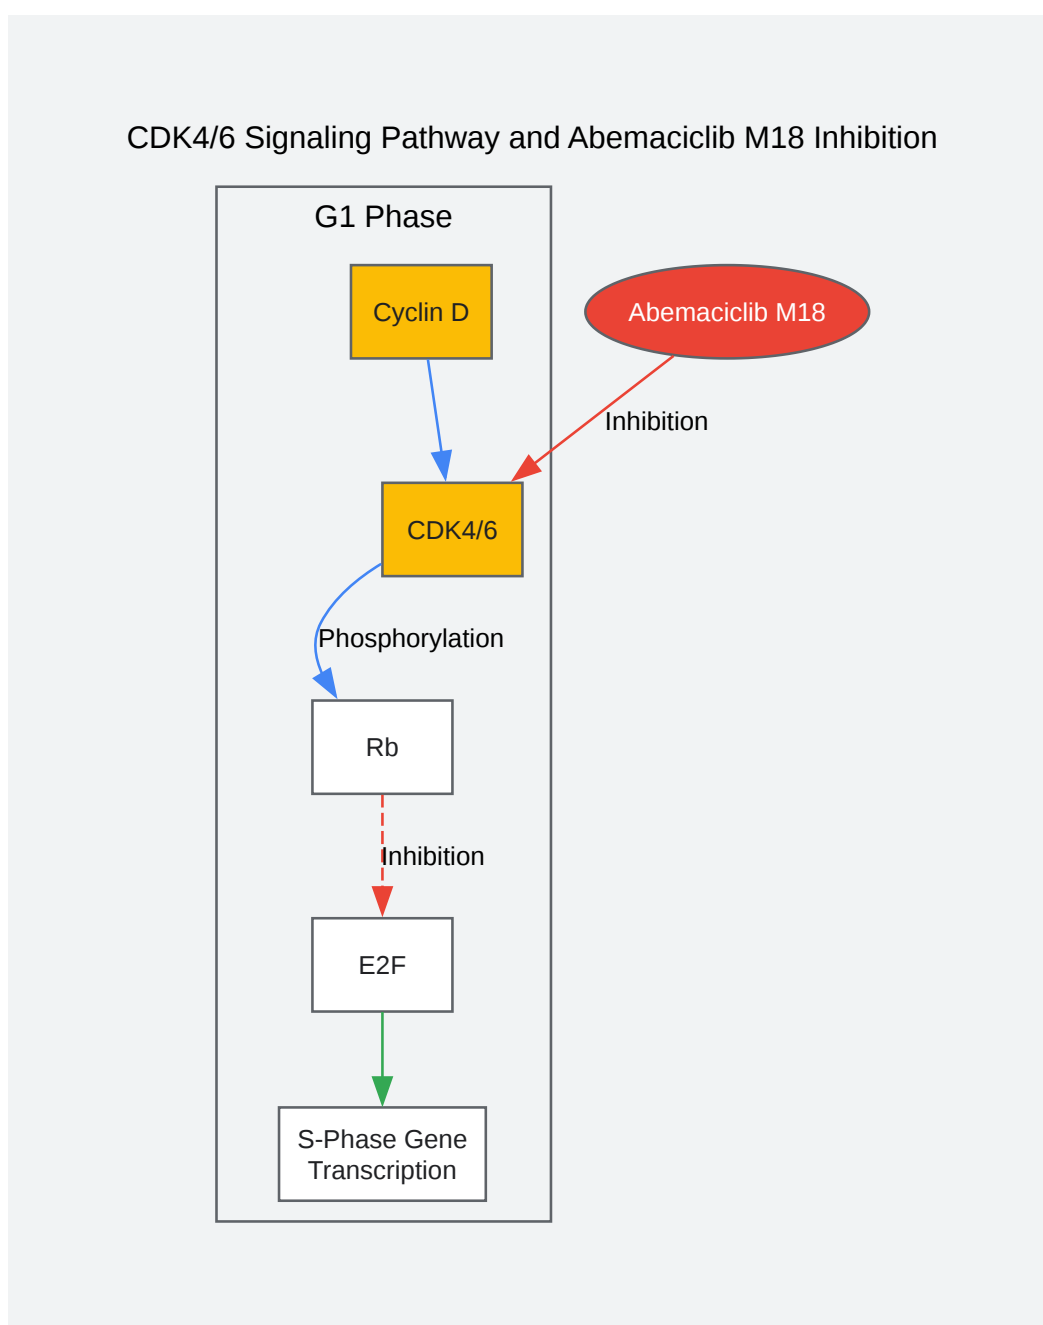 CDK4/6 Signaling Pathway and Abemaciclib M18 Inhibition
G1 Phase
Cyclin D
Abemaciclib M18
Inhibition
CDK4/6
Phosphorylation
Rb
Inhibition
E2F
S-Phase Gene
Transcription